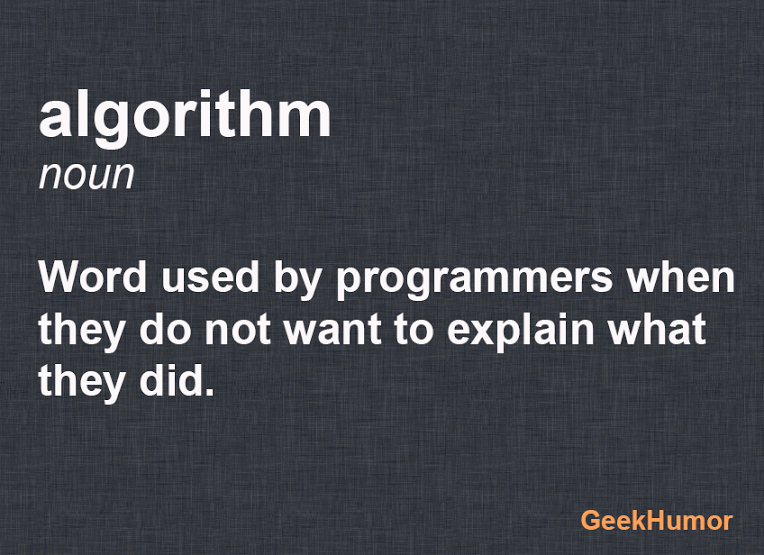 algorithm
noun
Word used by programmers when
they do not want to explain what
they did.
GeekHumor